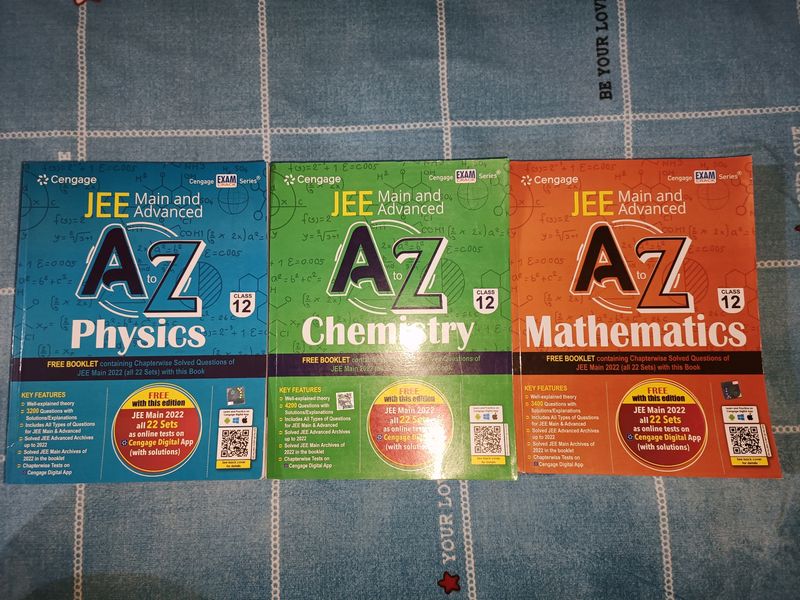 BE YOUR LOVE
Cengage
Cengage EXAM CRACK Series®
JEE Main and
Advanced
A to Z
CLASS
12
Physics
FREE BOOKLET containing Chapterwise Solved Questions of
JEE Main 2022 (all 22 Sets) with this Book
KEY FEATURES
Well-explained theory
3200 Questions with
Solutions/Explanations
Includes All Types of Questions
for JEE Main & Advanced
Solved JEE Advanced Archives
up to 2022
Solved JEE Main Archives of
2022 in the booklet
Chapterwise Tests on
Cengage Digital App
FREE
with this edition
JEE Main 2022
all 22 Sets
as online tests on
Cengage Digital App
(with solutions)
Cengage
Cengage EXAM CRACK Series®
JEE Main and
Advanced
A to Z
CLASS
12
Chemistry
FREE BOOKLET containing Questions of
JEE Main 2022
KEY FEATURES
Well-explained theory
4200 Questions with
Solutions/Explanations
Includes All Types of Questions
for JEE Main & Advanced
Solved JEE Advanced Archives
up to 2022
Solved JEE Main Archives of
2022 in the booklet
Chapterwise Tests on
Cengage Digital App
FREE
with this edition
JEE Main 2022
all 22 Sets
as online tests on
Cengage Digital App
(with solutions)
Cengage
Cengage EXAM CRACK Series®
JEE Main and
Advanced
A to Z
CLASS
12
Mathematics
FREE BOOKLET containing Chapterwise Solved Questions of
JEE Main 2022 (all 22 Sets) with this Book
KEY FEATURES
Well-explained theory
3400 Questions with
Solutions/Explanations
Includes All Types of Questions
for JEE Main & Advanced
Solved JEE Advanced Archives
up to 2022
Solved JEE Main Archives of
2022 in the booklet
Chapterwise Tests on
Cengage Digital App
FREE
with this edition
JEE Main 2022
all 22 Sets
as online tests on
Cengage Digital App
(with solutions)
YOUR LOVE
BE YOUR LOVE